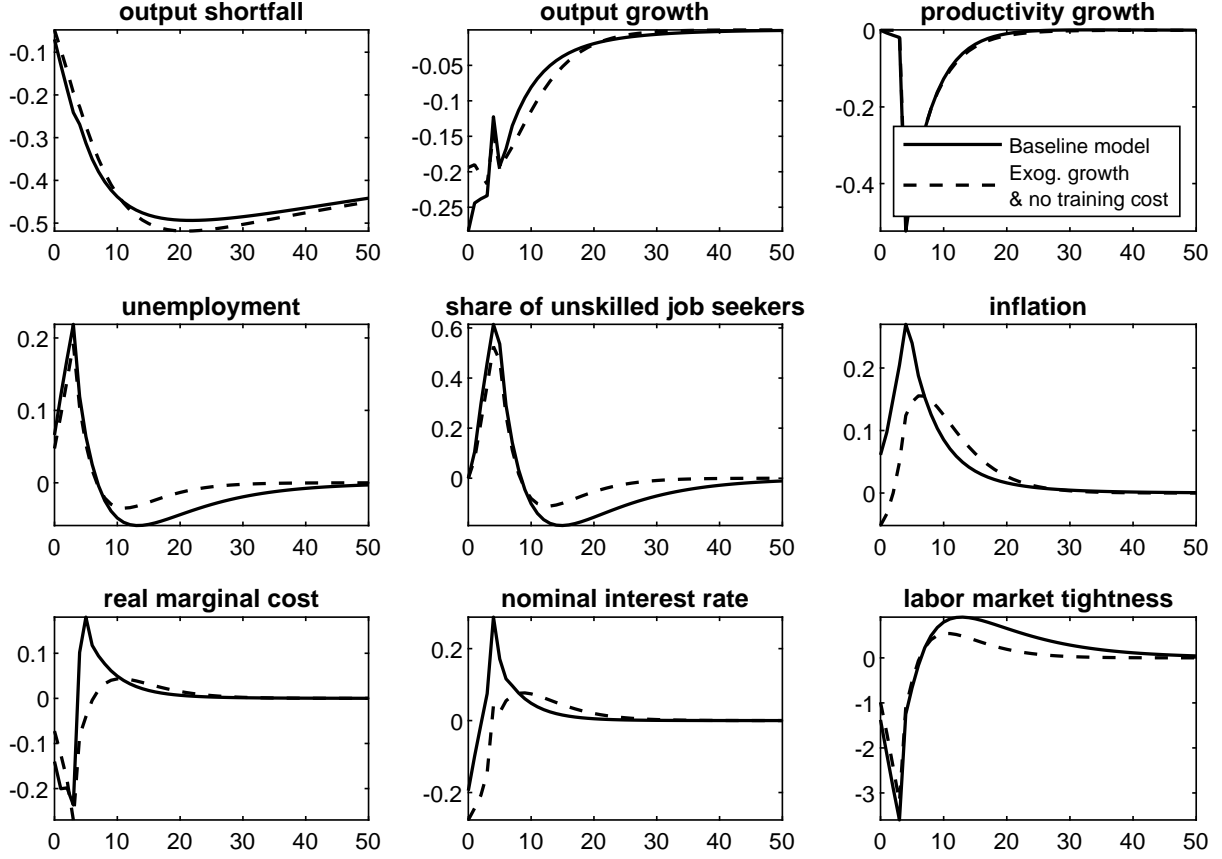 output shortfall
-0.1
-0.2
-0.3
-0.4
-0.5
0 10 20 30 40 50
output growth
-0.05
-0.1
-0.15
-0.2
-0.25
0 10 20 30 40 50
productivity growth
0
-0.2
-0.4
Baseline model
Exog. growth
& no training cost
0 10 20 30 40 50
unemployment
0.2
0.1
0
0 10 20 30 40 50
share of unskilled job seekers
0.6
0.4
0.2
0
0 10 20 30 40 50
inflation
0.2
0.1
0
0 10 20 30 40 50
real marginal cost
0.1
0
-0.1
-0.2
0 10 20 30 40 50
nominal interest rate
0.2
0
-0.2
0 10 20 30 40 50
labor market tightness
0
-1
-2
-3
0 10 20 30 40 50